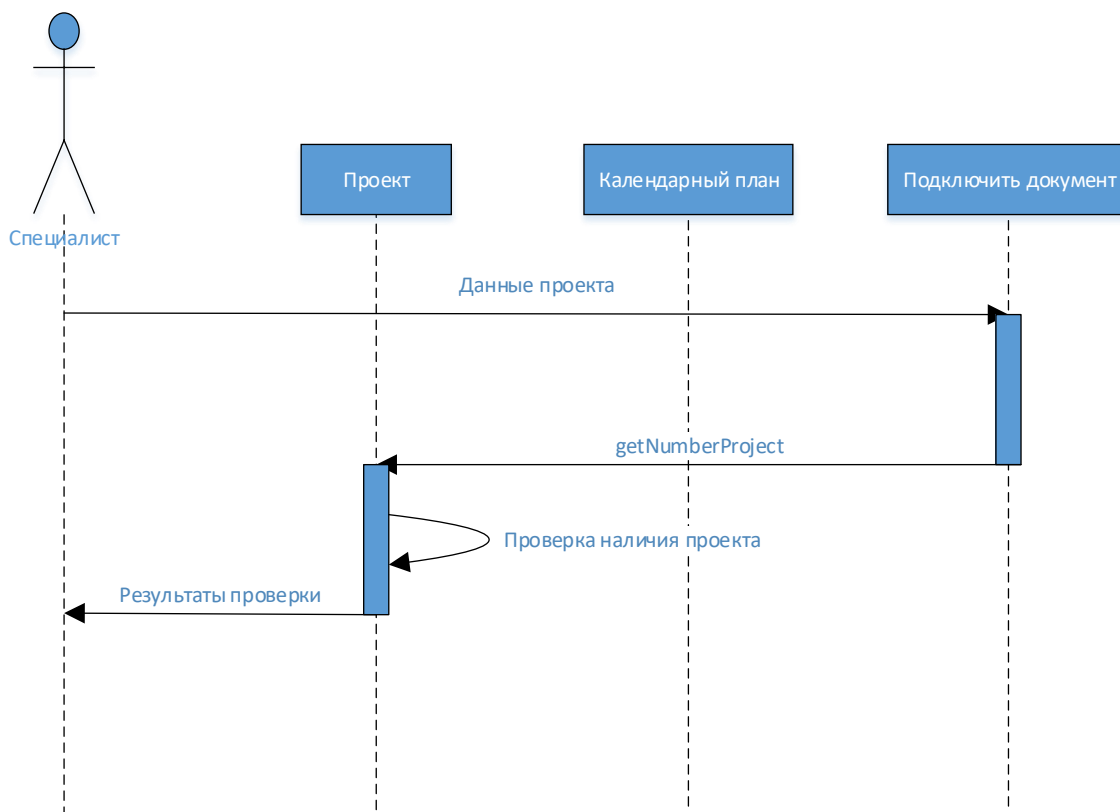 Проект
Календарный план
Подключить документ
Специалист
Данные проекта
getNumberProject
Проверка наличия проекта
Результаты проверки